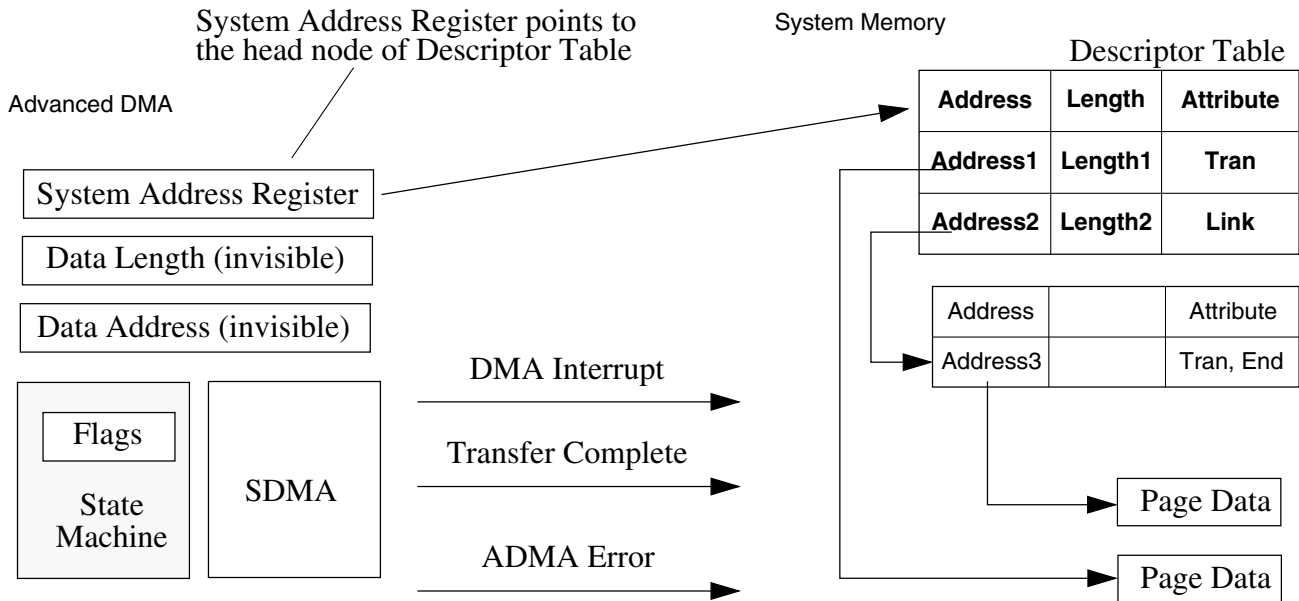 System Address Register points to
the head node of Descriptor Table
System Memory
Descriptor Table
Advanced DMA
Address Length Attribute
Address1 Length1 Tran
Address2 Length2 Link
System Address Register
Data Length (invisible)
Data Address (invisible)
Address Attribute
Address3 Tran, End
Flags
State
Machine
SDMA
DMA Interrupt
Transfer Complete
ADMA Error
Page Data
Page Data